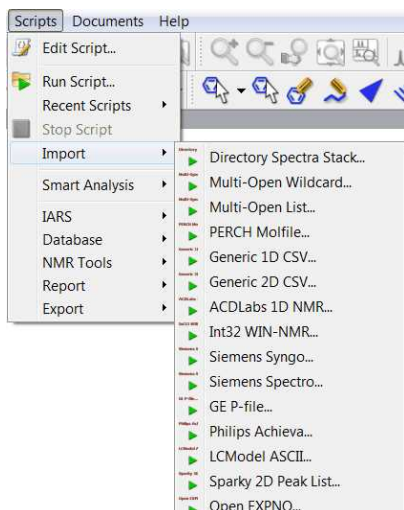 Scripts Documents Help
Edit Script...
Run Script...
Recent Scripts
Stop Script
Import
Smart Analysis
IARS
Database
NMR Tools
Report
Export
Directory Spectra Stack...
Multi-Open Wildcard...
Multi-Open List...
PERCH Molfile...
Generic 1D CSV...
Generic 2D CSV...
ACDLabs 1D NMR...
Int32 WIN-NMR...
Siemens Syngo...
Siemens Spectro...
GE P-file...
Philips Achieva...
LCModel ASCII...
Sparky 2D Peak List...
Open EXPNO...